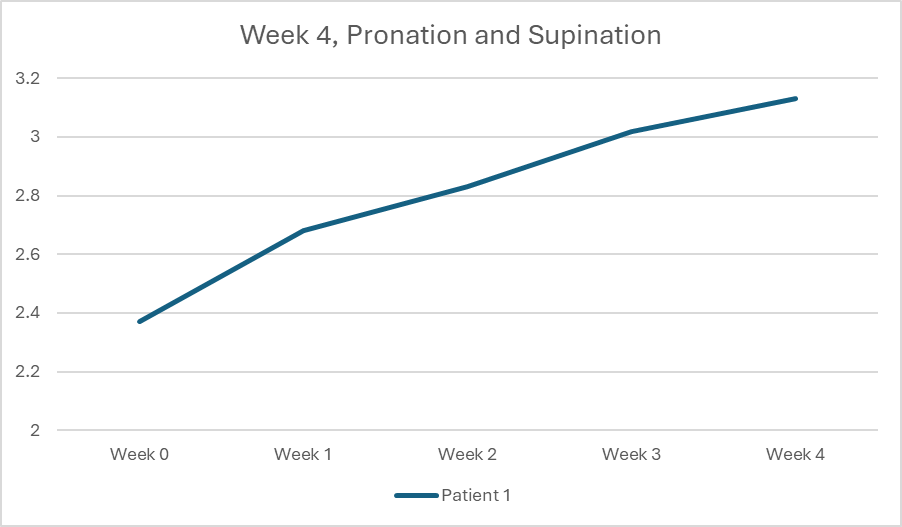 Week 4, Pronation and Supination
3.2
3
2.8
2.6
2.4
2.2
2
Week 0 Week 1 Week 2 Week 3 Week 4
Patient 1